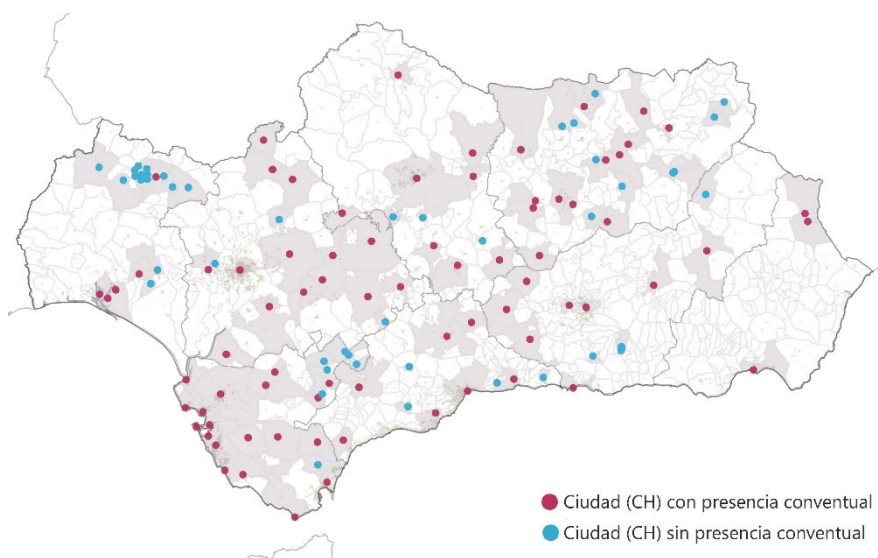 Ciudad (CH) con presencia conventual
Ciudad (CH) sin presencia conventual